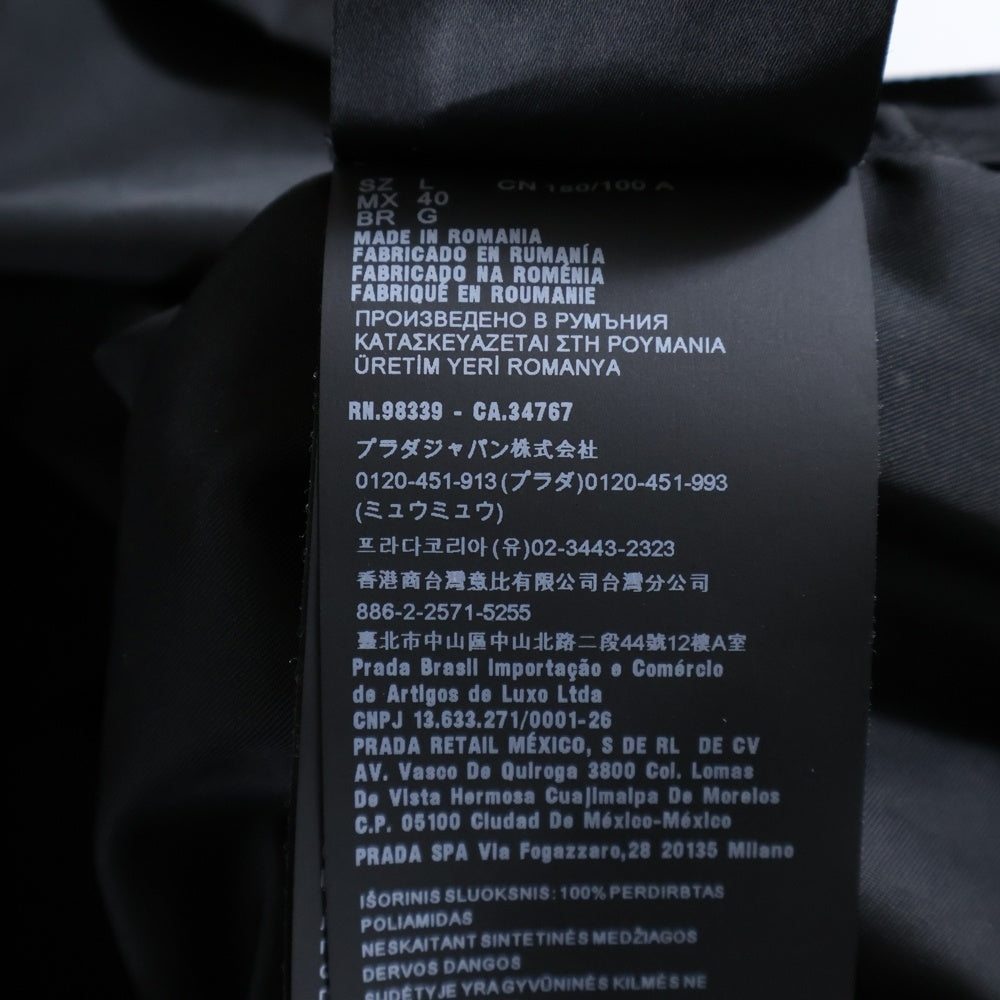 SZ L CN 180/100 A
MX 40
BR G
MADE IN ROMANIA
FABRICADO EN RUMANÍA
FABRICADO NA ROMÉNIA
FABRIQUÉ EN ROUMANIE
ПРОИЗВЕДЕНО В РУМЪНИЯ
ΚΑΤΑΣΚΕΥΑΖΕΤΑΙ ΣΤΗ ΡΟΥΜΑΝΙΑ
ÜRETİM YERİ ROMANYA
RN.98339 - CA.34767
プラダジャパン株式会社
0120-451-913(プラダ)0120-451-993
(ミュウミュウ)
프라다코리아(유)02-3443-2323
香港商台灣意比有限公司台灣分公司
886-2-2571-5255
臺北市中山區中山北路二段44號12樓A室
Prada Brasil Importação e Comércio
de Artigos de Luxo Ltda
CNPJ 13.633.271/0001-26
PRADA RETAIL MÉXICO, S DE RL DE CV
AV. Vasco De Quiroga 3800 Col. Lomas
De Vista Hermosa Cuajimalpa De Morelos
C.P. 05100 Ciudad De México-México
PRADA SPA Via Fogazzaro,28 20135 Milano
IŠORINIS SLUOKSNIS: 100% PERDIRBTAS
POLIAMIDAS
NESKAITANT SINTETINĖS MEDŽIAGOS
DERVOS DANGOS
SUDĖTYJE YRA GYVŪNINĖS KILMĖS NE